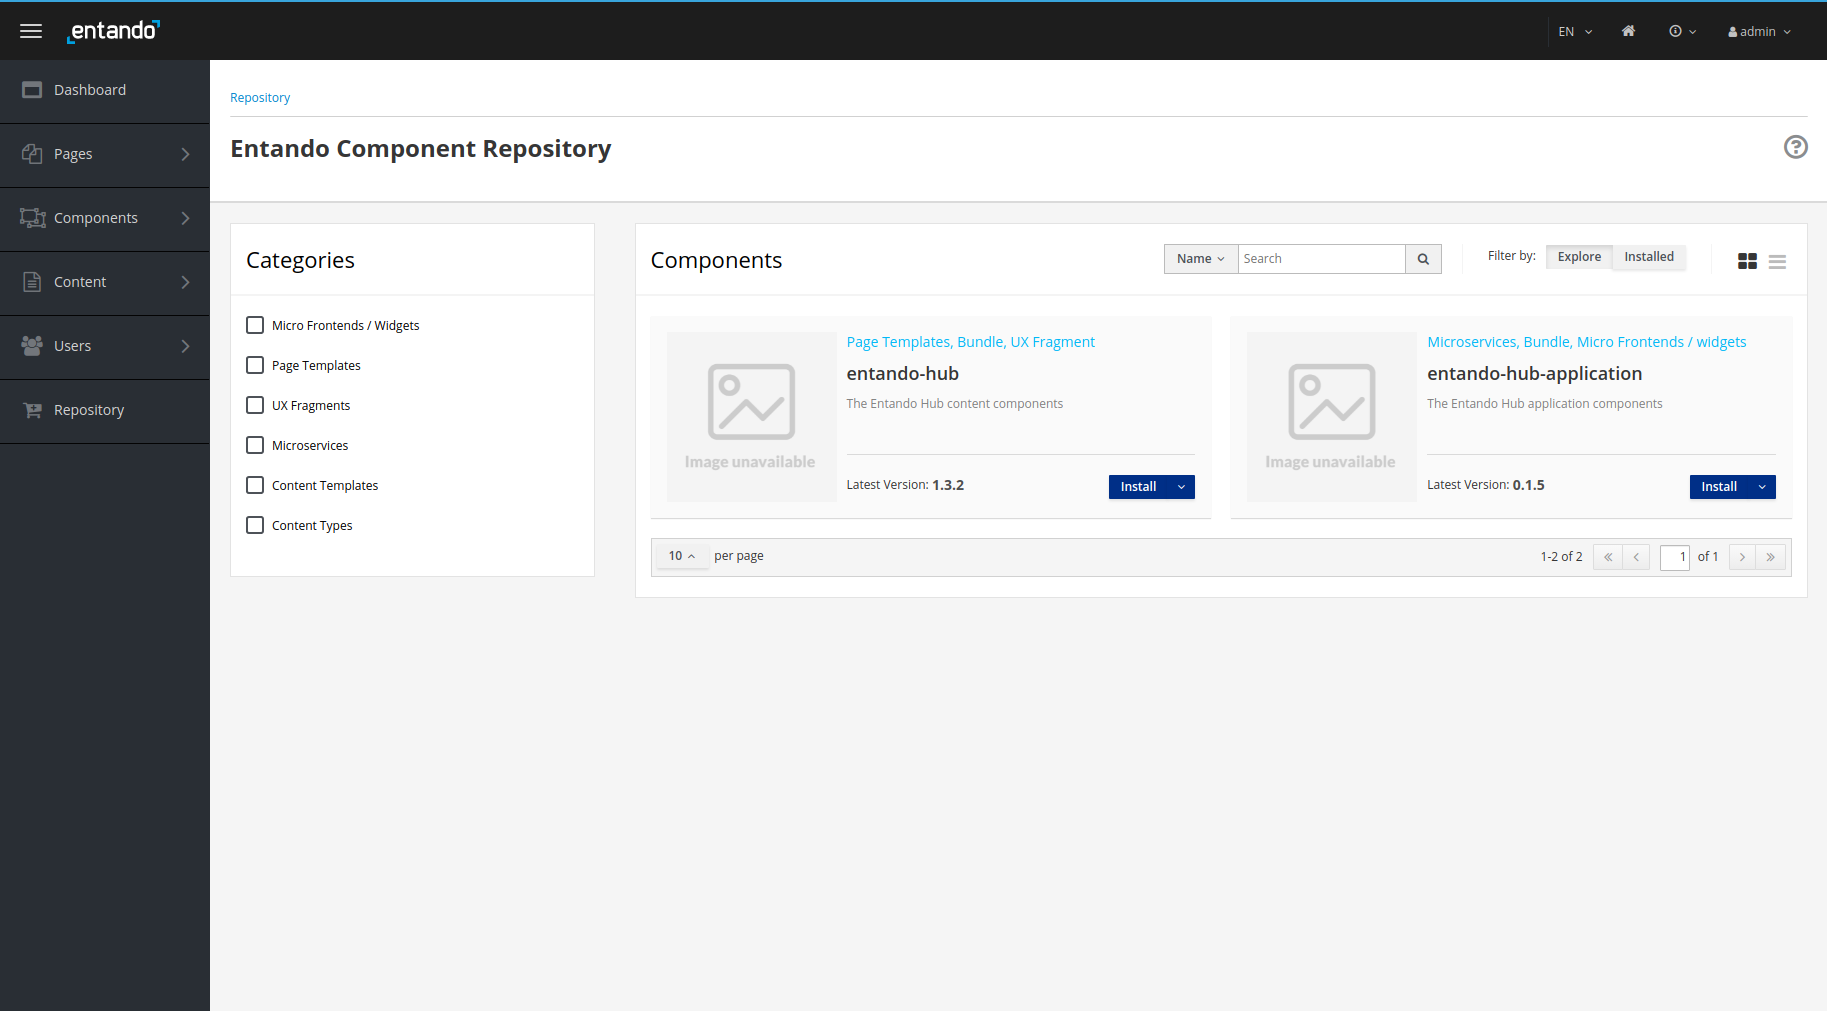 entando
EN
admin
Dashboard
Pages
Components
Content
Users
Repository
Repository
Entando Component Repository
Categories
Micro Frontends / Widgets
Page Templates
UX Fragments
Microservices
Content Templates
Content Types
Components
Name
Search
Filter by:
Explore
Installed
Image unavailable
Page Templates, Bundle, UX Fragment
entando-hub
The Entando Hub content components
Latest Version: 1.3.2
Install
Image unavailable
Microservices, Bundle, Micro Frontends / widgets
entando-hub-application
The Entando Hub application components
Latest Version: 0.1.5
Install
10 per page
1-2 of 2
1 of 1